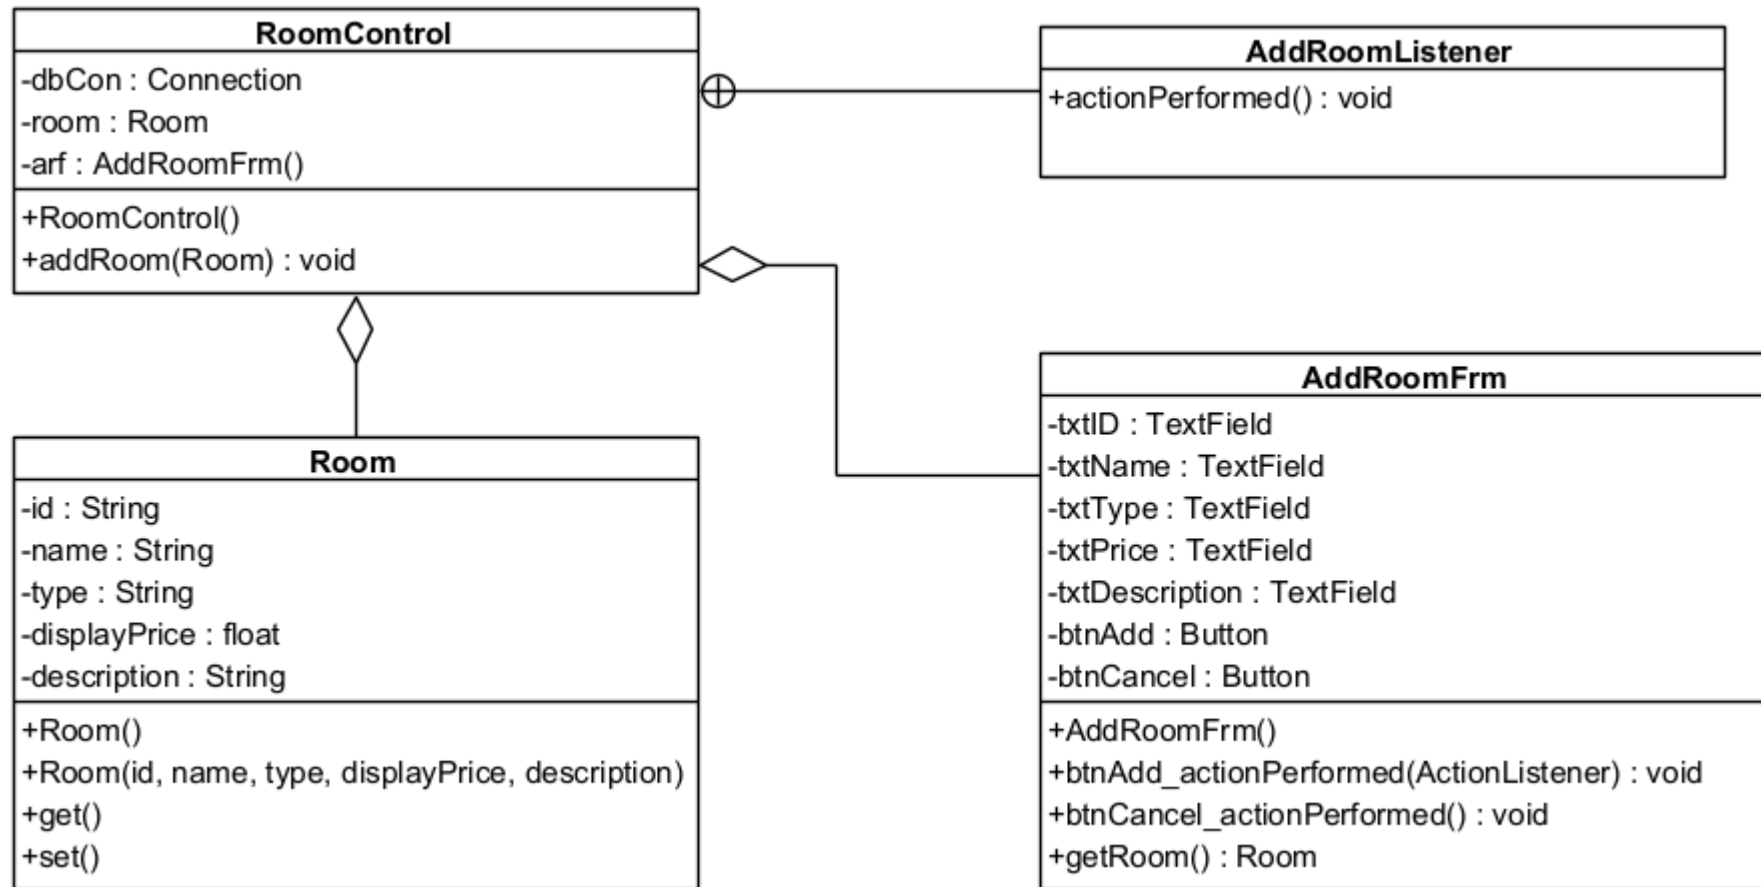 RoomControl
-dbCon : Connection
-room : Room
-arf : AddRoomFrm()
+RoomControl()
+addRoom(Room) : void
AddRoomListener
+actionPerformed() : void
Room
-id : String
-name : String
-type : String
-displayPrice : float
-description : String
+Room()
+Room(id, name, type, displayPrice, description)
+get()
+set()
AddRoomFrm
-txtID : TextField
-txtName : TextField
-txtType : TextField
-txtPrice : TextField
-txtDescription : TextField
-btnAdd : Button
-btnCancel : Button
+AddRoomFrm()
+btnAdd_actionPerformed(ActionListener) : void
+btnCancel_actionPerformed() : void
+getRoom() : Room